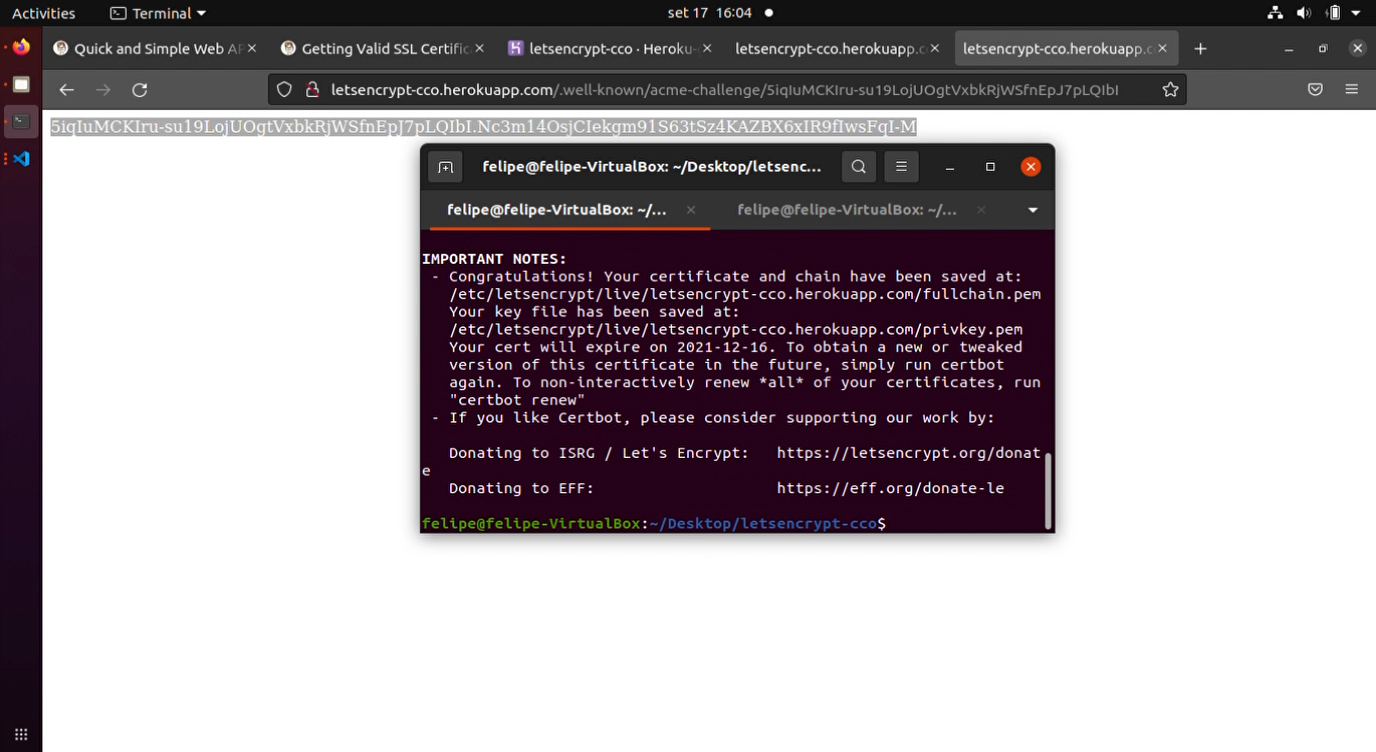 Activities Terminal set 17 16:04
Quick and Simple Web AP Getting Valid SSL Certific letsencrypt-cco · Heroku letsencrypt-cco.herokuapp.c letsencrypt-cco.herokuapp.c
letsencrypt-cco.herokuapp.com/.well-known/acme-challenge/5iqIuMCKIru-su19LojUOgtVxbkRjWSfnEpJ7pLQIbI
5iqIuMCKIru-su19LojUOgtVxbkRjWSfnEpJ7pLQIbI.Nc3m14OsjCIekgm91S63tSz4KAZBX6xIR9fIwsFqI-M
felipe@felipe-VirtualBox: ~/Desktop/letsenc...
felipe@felipe-VirtualBox: ~/... felipe@felipe-VirtualBox: ~/...
IMPORTANT NOTES:
- Congratulations! Your certificate and chain have been saved at:
/etc/letsencrypt/live/letsencrypt-cco.herokuapp.com/fullchain.pem
Your key file has been saved at:
/etc/letsencrypt/live/letsencrypt-cco.herokuapp.com/privkey.pem
Your cert will expire on 2021-12-16. To obtain a new or tweaked
version of this certificate in the future, simply run certbot
again. To non-interactively renew *all* of your certificates, run
"certbot renew"
- If you like Certbot, please consider supporting our work by:
Donating to ISRG / Let's Encrypt: https://letsencrypt.org/donat
e
Donating to EFF: https://eff.org/donate-le
felipe@felipe-VirtualBox:~/Desktop/letsencrypt-cco$